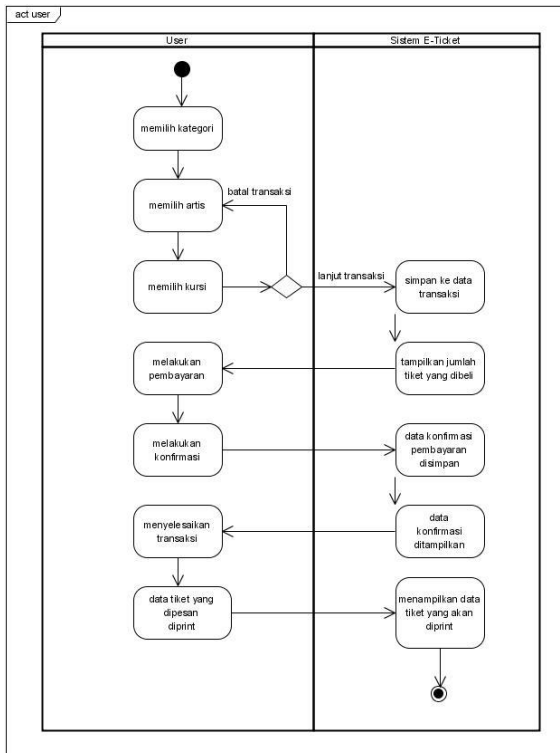 act user
User
Sistem E-Ticket
memilih kategori
batal transaksi
memilih artis
memilih kursi
lanjut transaksi
simpan ke data
transaksi
melakukan
pembayaran
tampilkan jumlah
tiket yang dibeli
melakukan
konfirmasi
data konfirmasi
pembayaran
disimpan
menyelesaikan
transaksi
data
konfirmasi
ditampilkan
data tiket yang
dipesan
diprint
menampilkan data
tiket yang akan
diprint